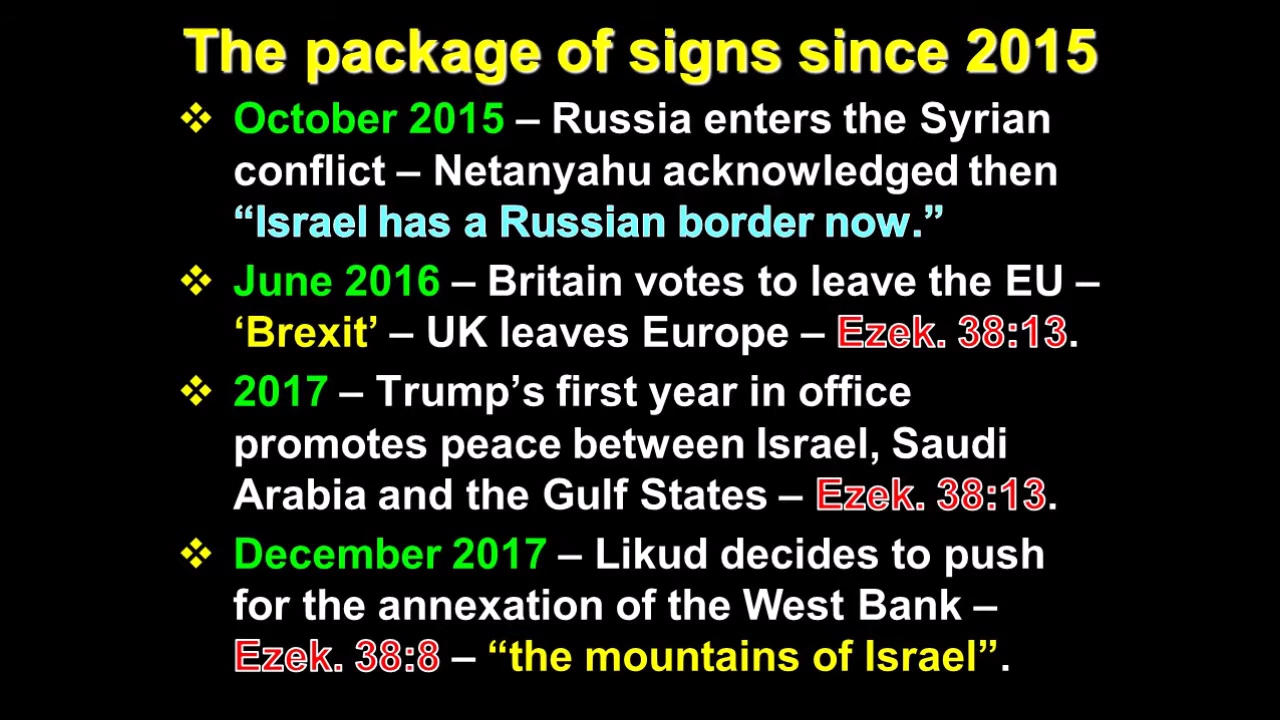 The package of signs since 2015
❖ October 2015 – Russia enters the Syrian
conflict – Netanyahu acknowledged then
“Israel has a Russian border now.”
❖ June 2016 – Britain votes to leave the EU –
‘Brexit’ – UK leaves Europe – Ezek. 38:13.
❖ 2017 – Trump’s first year in office
promotes peace between Israel, Saudi
Arabia and the Gulf States – Ezek. 38:13.
❖ December 2017 – Likud decides to push
for the annexation of the West Bank –
Ezek. 38:8 – “the mountains of Israel”.